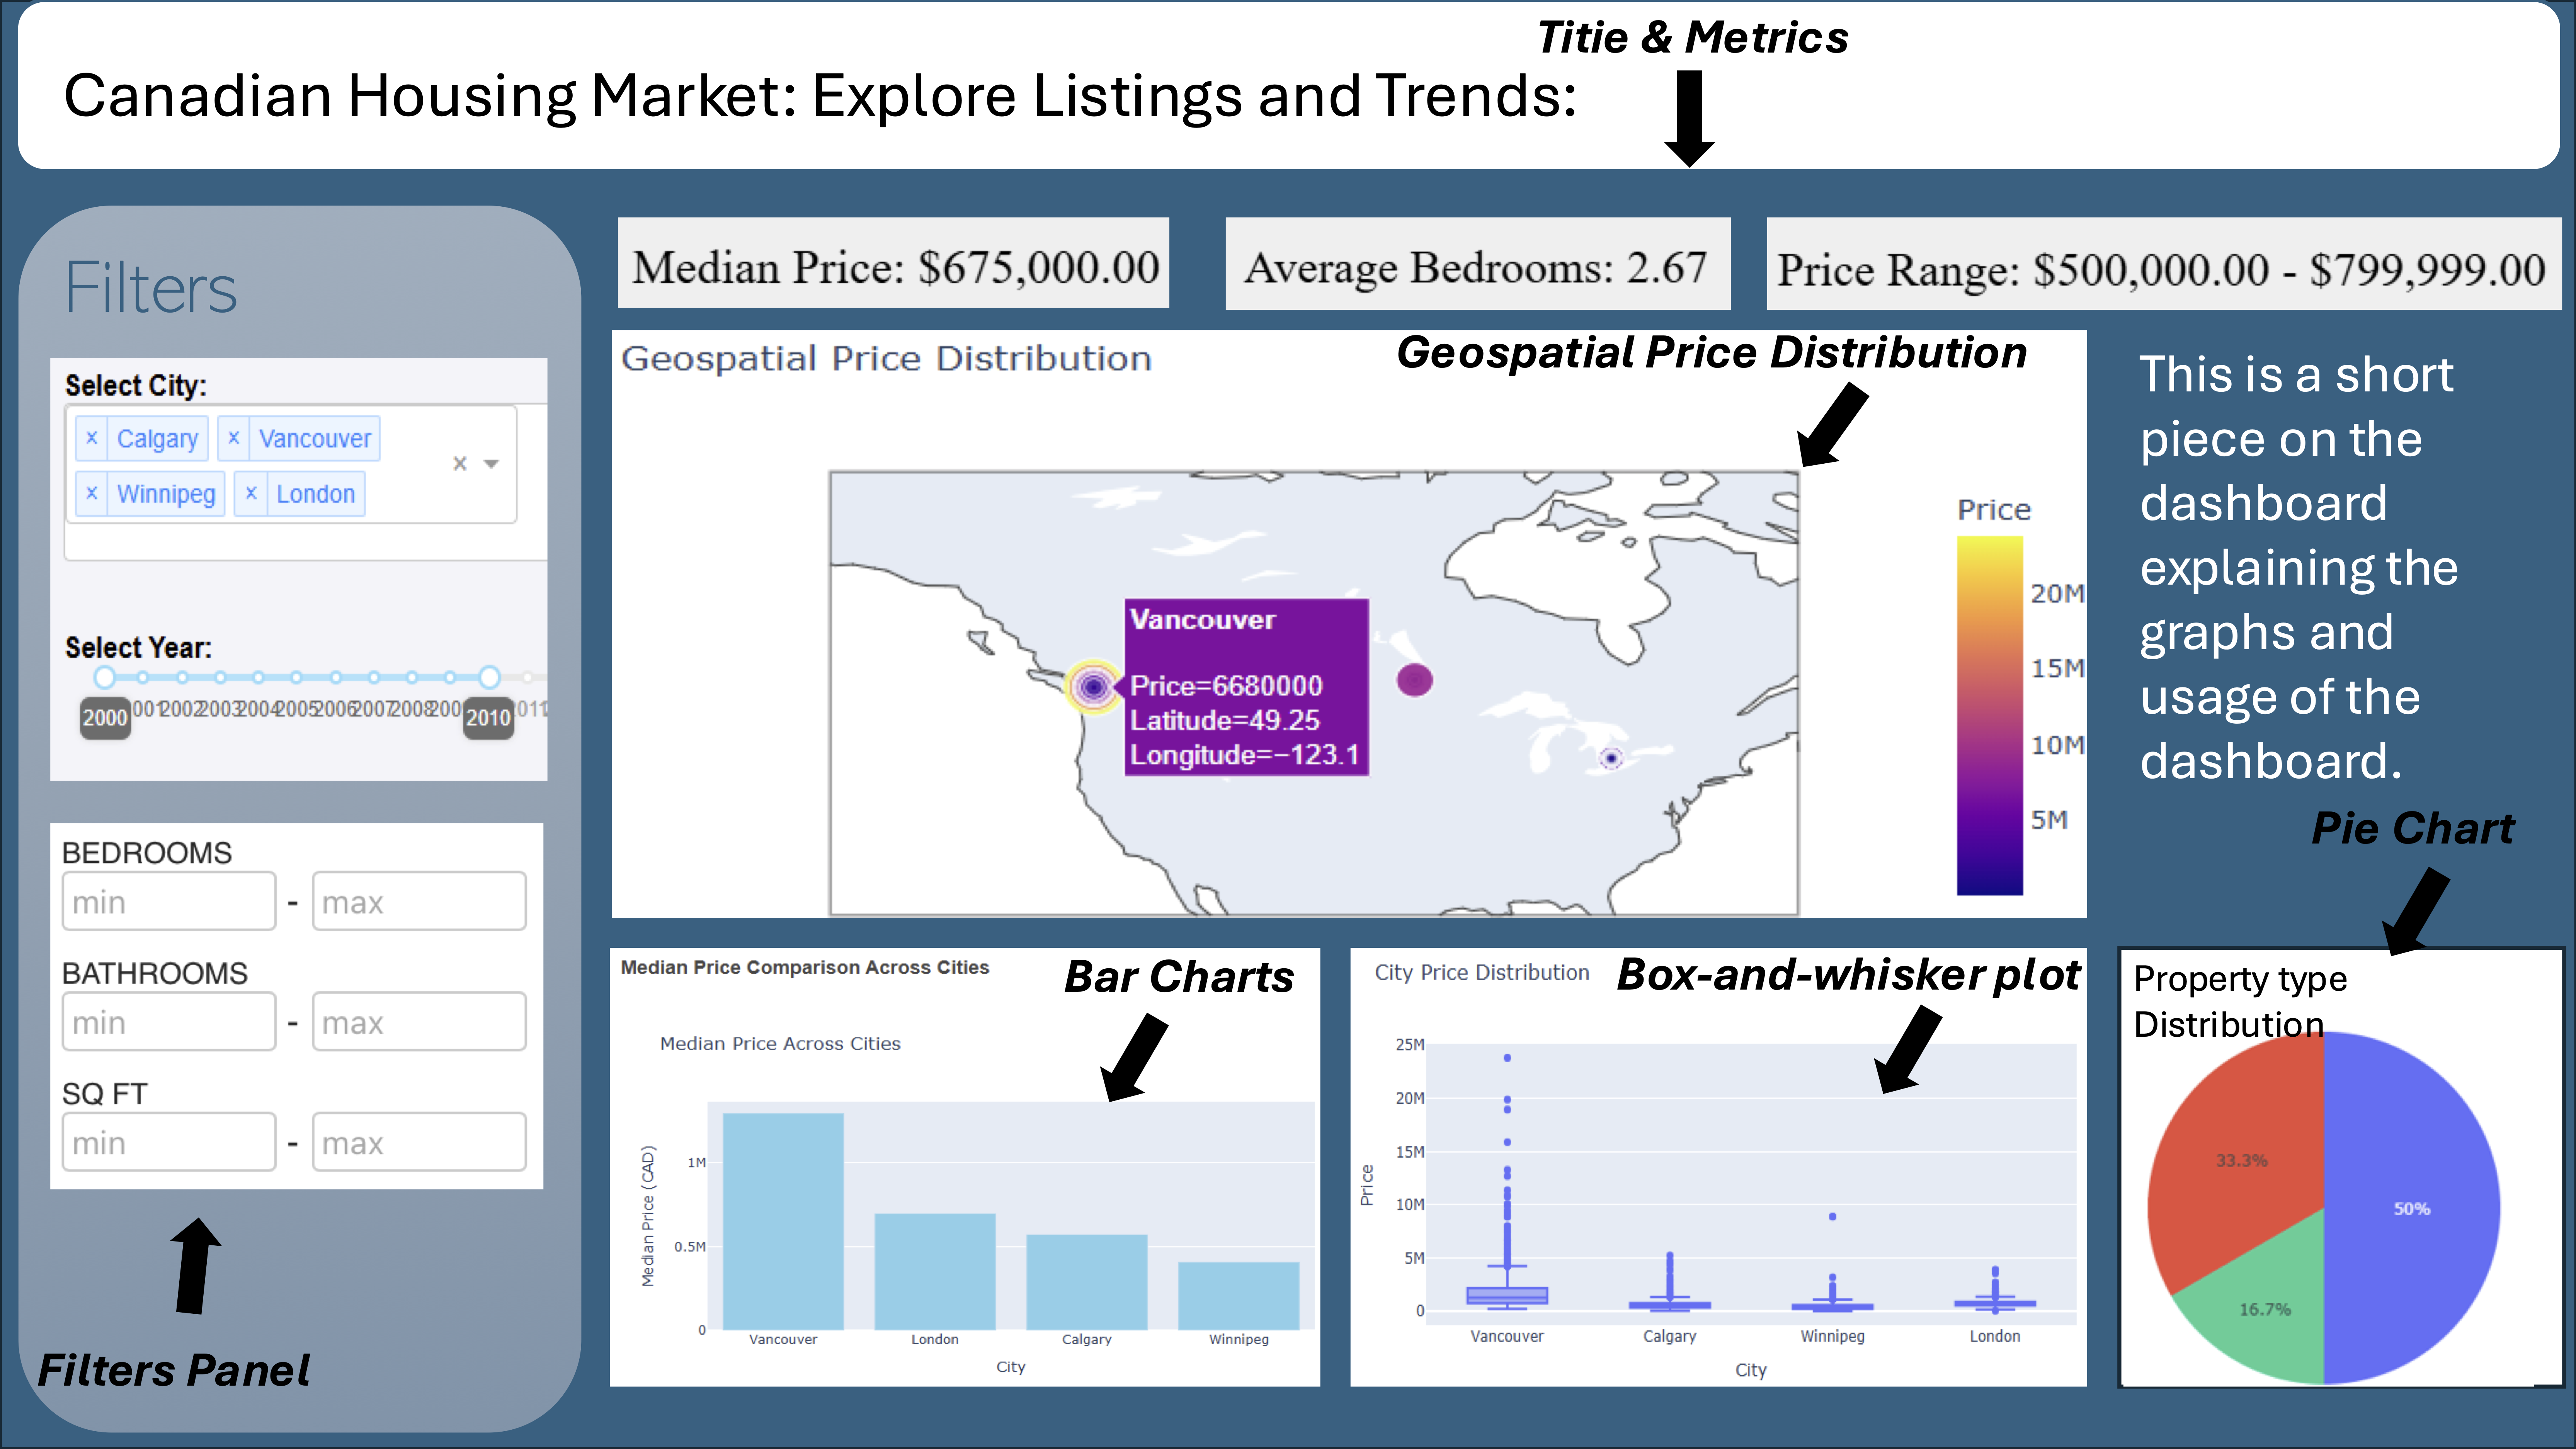 Titie & Metrics
Canadian Housing Market: Explore Listings and Trends:
Filters
Select City:
× Calgary × Vancouver
× Winnipeg × London
Select Year:
2000 001 2002 2003 2004 2005 2006 2007 2008 200 2010 011
BEDROOMS
min - max
BATHROOMS
min - max
SQ FT
min - max
Filters Panel
Median Price: $675,000.00
Average Bedrooms: 2.67
Price Range: $500,000.00 - $799,999.00
Geospatial Price Distribution
Geospatial Price Distribution
Vancouver
Price=6680000
Latitude=49.25
Longitude=−123.1
Price
20M
15M
10M
5M
This is a short
piece on the
dashboard
explaining the
graphs and
usage of the
dashboard.
Median Price Comparison Across Cities
Bar Charts
Median Price Across Cities
Median Price (CAD)
1M
0.5M
0
Vancouver London Calgary Winnipeg
City
City Price Distribution
Box-and-whisker plot
Price
25M
20M
15M
10M
5M
0
Vancouver Calgary Winnipeg London
City
Pie Chart
Property type
Distribution
33.3%
50%
16.7%